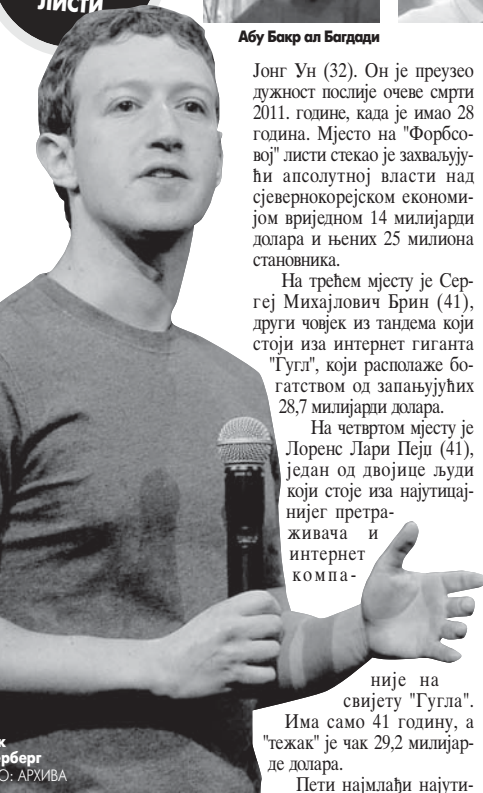 ЛИСТИ
Абу Бакр ал Багдади
Јонг Ун (32). Он је преузео
дужност послије очеве смрти
2011. године, када је имао 28
година. Мјесто на "Форбсо-
вој" листи стекао је захваљују-
ћи апсолутној власти над
сјевернокорејском економи-
јом вриједном 14 милијарди
долара и њених 25 милиона
становника.
На трећем мјесту је Сер-
геј Михајлович Брин (41),
други човјек из тандема који
стоји иза интернет гиганта
"Гугл", који располаже бо-
гатством од запањујућих
28,7 милијарди долара.
На четвртом мјесту је
Лоренс Лари Пејџ (41),
један од двојице људи
који стоје иза најутицај-
нијег претра-
живача и
интернет
компа-
није на
свијету "Гугла".
Има само 41 годину, а
"тежак" је чак 29,2 милијар-
де долара.
Пети најмлађи најути-
к
рберг
О: АРХИВА